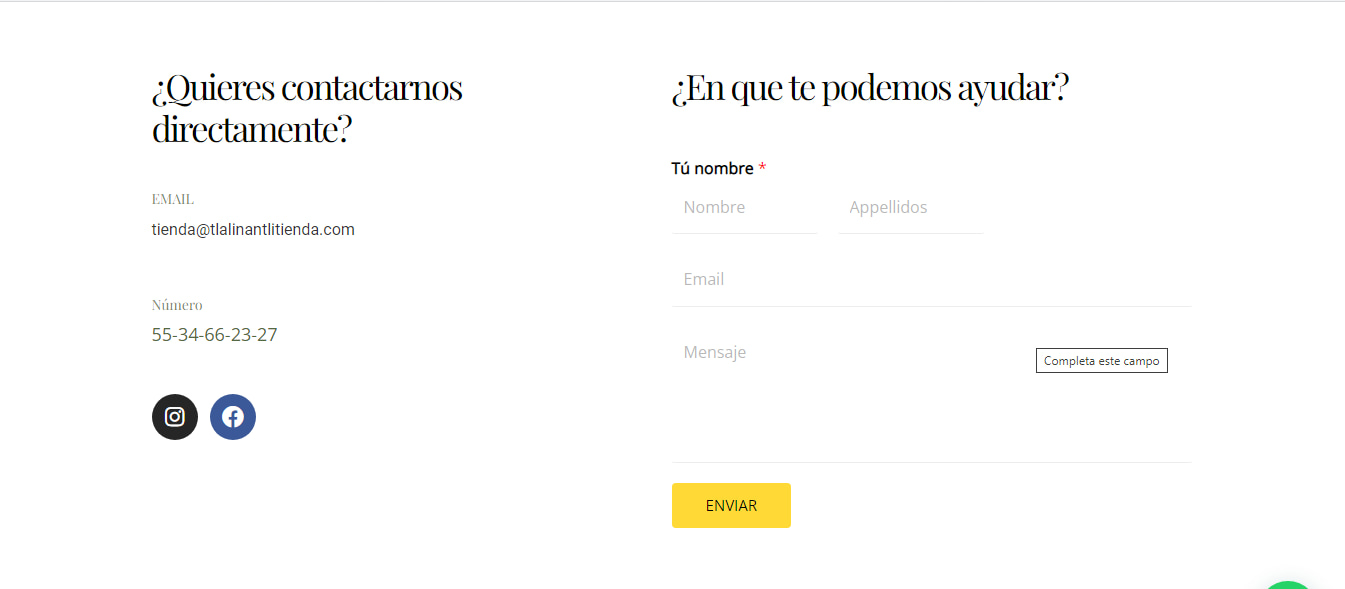 ¿Quieres contactarnos
directamente?
EMAIL
tienda@tlalinantlitienda.com
Número
55-34-66-23-27
¿En que te podemos ayudar?
Tú nombre *
Nombre
Appellidos
Email
Mensaje
Completa este campo
ENVIAR